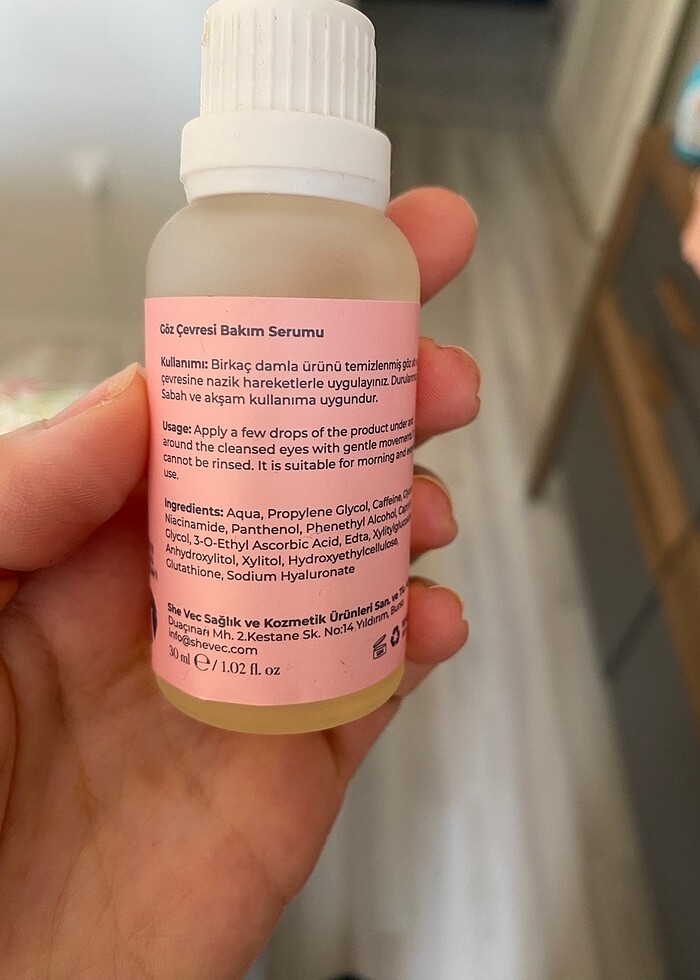 Göz Çevresi Bakım Serumu
Kullanımı: Birkaç damla ürünü temizlenmiş göz
çevresine nazik hareketlerle uygulayınız.
Sabah ve akşam kullanıma uygundur.
Usage: Apply a few drops of the product under and
around the cleansed eyes with gentle
cannot be rinsed. It is suitable for morning and
use.
Ingredients: Aqua, Propylene Glycol, Caffeine,
Niacinamide, Panthenol, Phenethyl Alcohol,
Glycol, 3-O-Ethyl Ascorbic Acid, Edta,
Anhydroxylitol, Xylitol, Hydroxyethylcellulose,
Glutathione, Sodium Hyaluronate
She Vec Sağlık ve Kozmetik Ürünleri San. ve Tic.
Duaçınarı Mh. 2.Kestane Sk. No:14 Yıldırım, Bursa
info@shevec.com
30 ml ℮ / 1.02 fl. oz